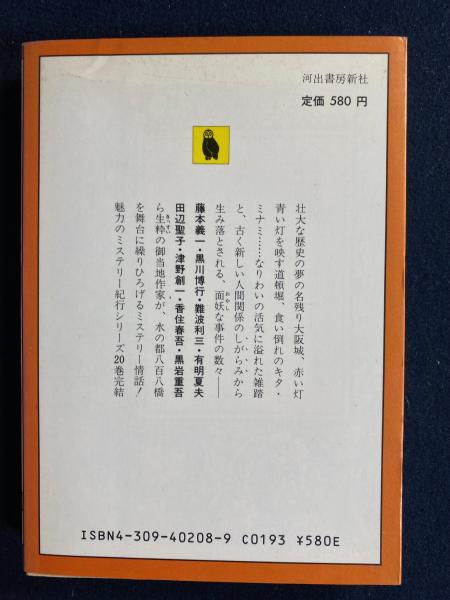 河出書房新社
定価 580 円
壮大な歴史の夢の名残り大阪城、赤い灯
青い灯を映す道頓堀、食い倒れのキタ・
ミナミ……なりわいの活気に溢れた雑踏
と、古く新しい人間関係のしがらみから
生み落とされる、面妖な事件の数々──
藤本義一・黒川博行・難波利三・有明夏夫
田辺聖子・津野創一・香住春吾・黒岩重吾
ら生粋の御当地作家が、水の都八百八橋
を舞台に繰りひろげるミステリー情話！
魅力のミステリー紀行シリーズ20巻完結
ISBN4-309-40208-9 C0193 ¥580E